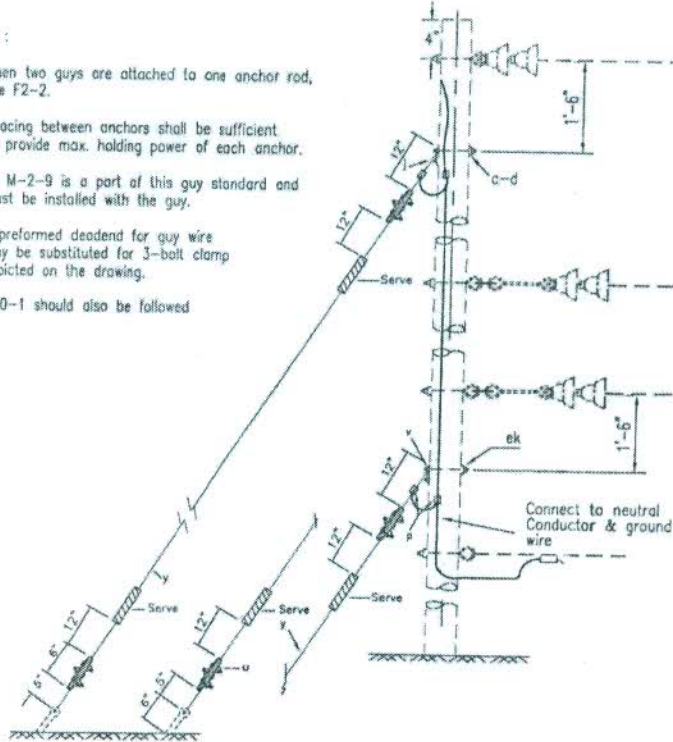 :
en two guys are attached to one anchor rod,
e F2-2.
acing between anchors shall be sufficient
provide max. holding power of each anchor.
M-2-9 is a part of this guy standard and
ust be installed with the guy.
preformed deadend for guy wire
ay be substituted for 3-bolt clamp
picted on the drawing.
0-1 should also be followed
4"
1'-6"
12"
c-d
12"
Serve
1'-6"
v
ek
12"
p
12"
Connect to neutral
Conductor & ground
wire
y
Serve
12"
6"
5"
Serve
12"
u
5"
6"
Serve
y